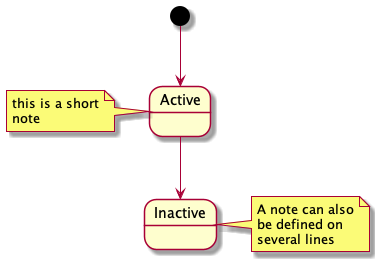 Active
this is a short
note
Inactive
A note can also
be defined on
several lines